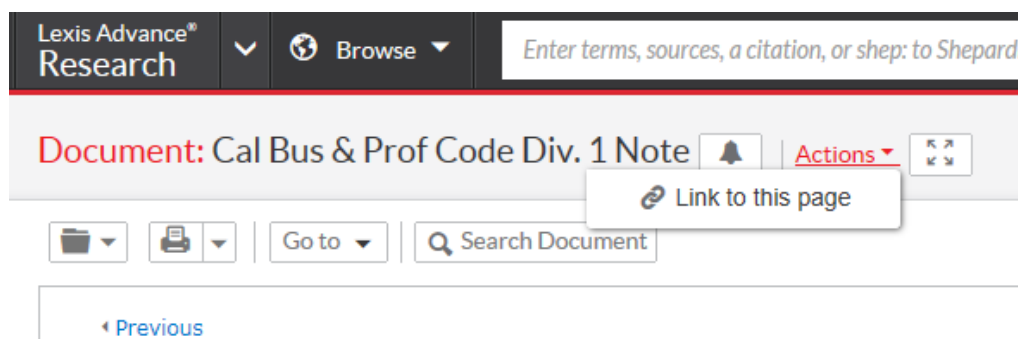 Lexis Advance®
Research
Browse
Enter terms, sources, a citation, or shep: to Shepard
Document: Cal Bus & Prof Code Div. 1 Note
Actions
Link to this page
Go to
Search Document
Previous